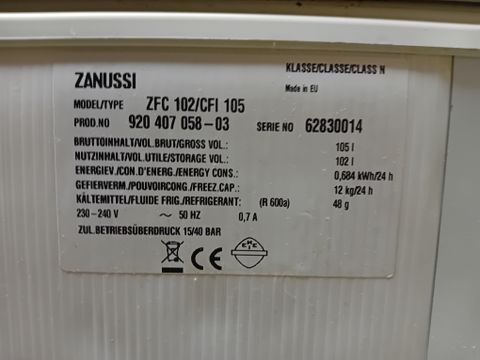 KLASSE/CLASSE/CLASS N
ZANUSSI
Made in EU
MODEL/TYPE ZFC 102/CFI 105
PROD.NO 920 407 058-03 SERIE NO 62830014
BRUTTOINHALT/VOL.BRUT/GROSS VOL.: 105 l
NUTZINHALT/VOL.UTILE/STORAGE VOL.: 102 l
ENERGIEV./CON.D'ENERG./ENERGY CONS.: 0,684 kWh/24 h
GEFIERVERM./POUVOIRCONG./FREEZ.CAP.: 12 kg/24 h
KÄLTEMITTEL/FLUIDE FRIG./REFRIGERANT: (R 600a) 48 g
230-240 V ~ 50 HZ 0,7 A
ZUL.BETRIEBSÜBERDRUCK 15/40 BAR
CE